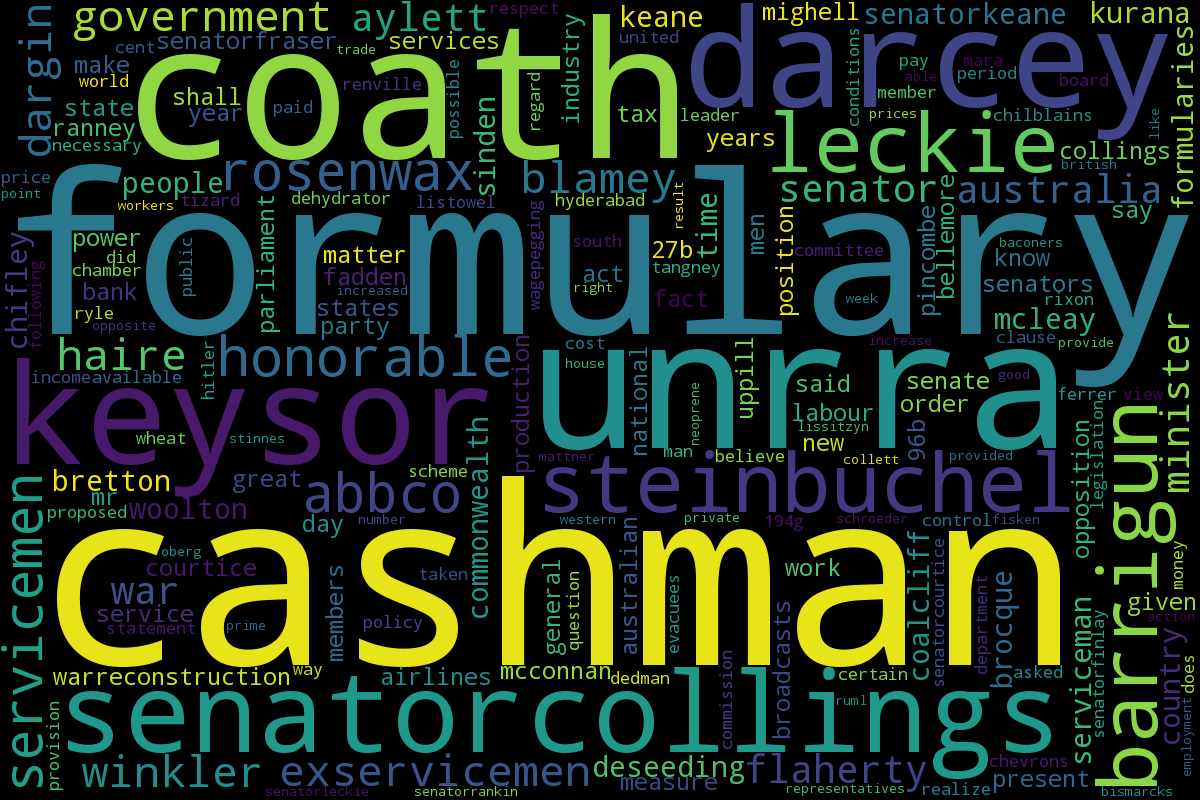 government
aylett
respect
keane
mighell
senatorkeane
kurana
dargin
cent
senatorfraser
services
trade
industry
united
darcey
formularies
make
world
coath
possible
regard
conditions
pay
mara
able
period
board
member
state
shall
year
paid
renville
tax
leader
prices
chilblains
like
ranney
necessary
sinden
years
leckie
collings
british
price
point
people
rosenwax
blamey
senator
australia
workers
tizard
dehydrator
listowel
hyderabad
result
say
formulary
power
did
chamber
bank
ryle
opposite
public
parliament
matter
fadden
increased
states
party
wagepegging
south
act
right
27b
tangney
fact
time
men
position
committee
week
pincombe
bellemore
baconers
know
senators
rixon
mcleay
chifley
following
haire
honorable
cost
house
increase
clause
provide
incomeavailable
hitler
keysor
production
unrra
national
uppill
said
labour
lissitzyn
senate
order
good
ferrer
view
minister
wheat
stinnes
commonwealth
scheme
mattner
man
neoprene
believe
new
collett
96b
provided
legislation
opposition
barrigun
bretton
mr
proposed
woolton
great
abbco
steinbuchel
day
number
western
private
194g
schroeder
control
fisken
servicemen
cashman
oberg
courtice
war
service
statement
prime
members
policy
taken
general
question
australian
evacuees
work
coalcliff
senatorcourtice
department
brocque
serviceman
senatorfinlay
given
money
action
country
does
employment
warreconstruction
way
airlines
mcconnan
dedman
commission
broadcasts
certain
asked
provision
senatorcollings
ruml
winkler
exservicemen
deseeding
measure
flaherty
chevrons
present
realize
representatives
senatorleckie
senatorrankin
bismarcks